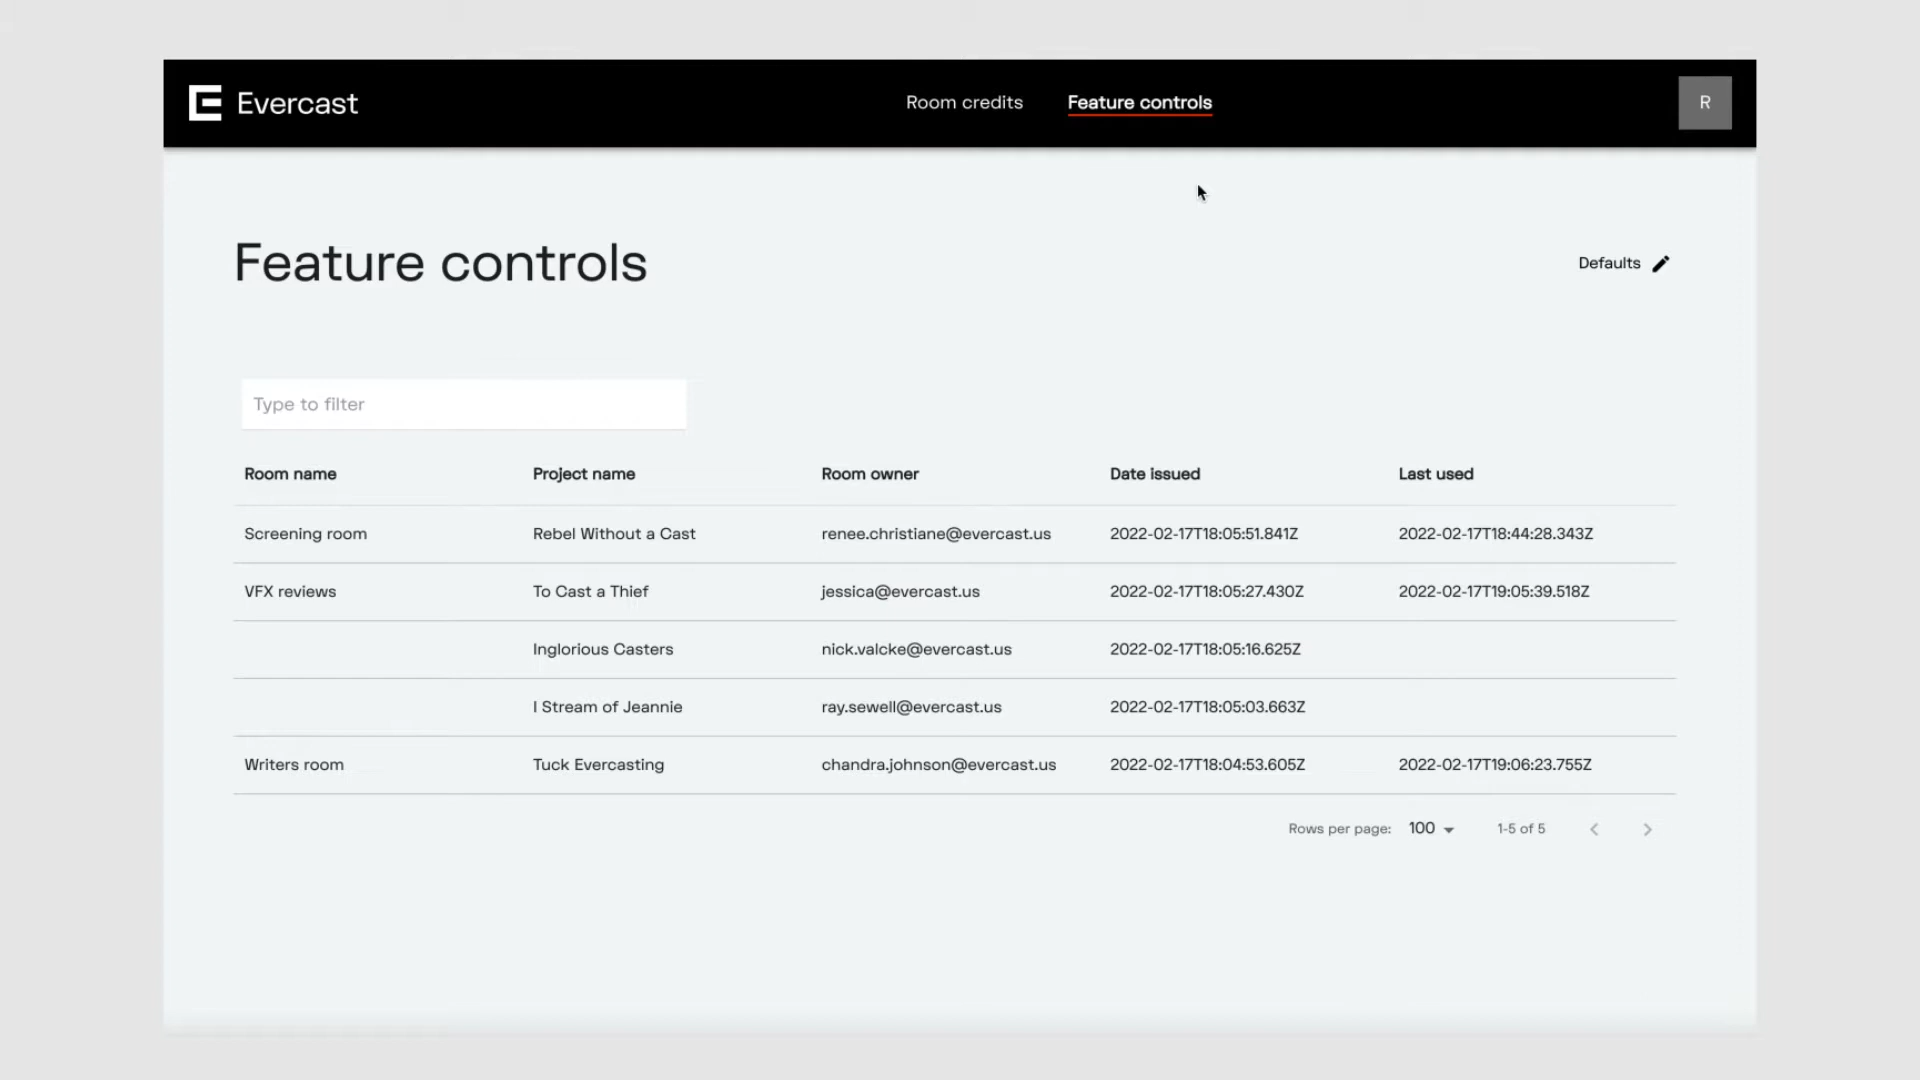 Evercast
Room credits
Feature controls
R
Feature controls
Defaults
Type to filter
Room name Project name Room owner Date issued Last used
Screening room Rebel Without a Cast renee.christiane@evercast.us 2022-02-17T18:05:51.841Z 2022-02-17T18:44:28.343Z
VFX reviews To Cast a Thief jessica@evercast.us 2022-02-17T18:05:27.430Z 2022-02-17T19:05:39.518Z
Inglorious Casters nick.valcke@evercast.us 2022-02-17T18:05:16.625Z
I Stream of Jeannie ray.sewell@evercast.us 2022-02-17T18:05:03.663Z
Writers room Tuck Evercasting chandra.johnson@evercast.us 2022-02-17T18:04:53.605Z 2022-02-17T19:06:23.755Z
Rows per page: 100 1-5 of 5